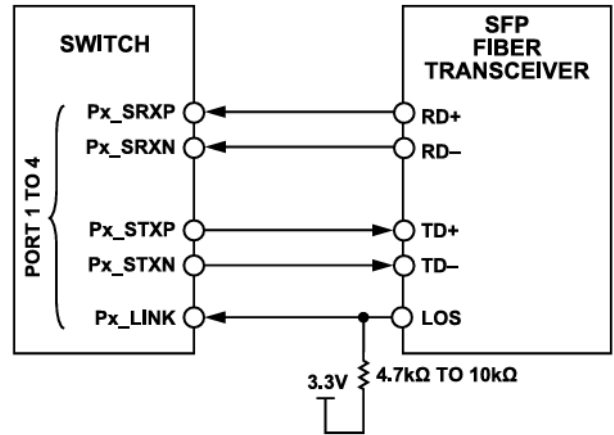 SWITCH
SFP
FIBER
TRANSCEIVER
PORT 1 TO 4
Px_SRXP
RD+
Px_SRXN
RD–
Px_STXP
TD+
Px_STXN
TD–
Px_LINK
LOS
3.3V
4.7kΩ TO 10kΩ